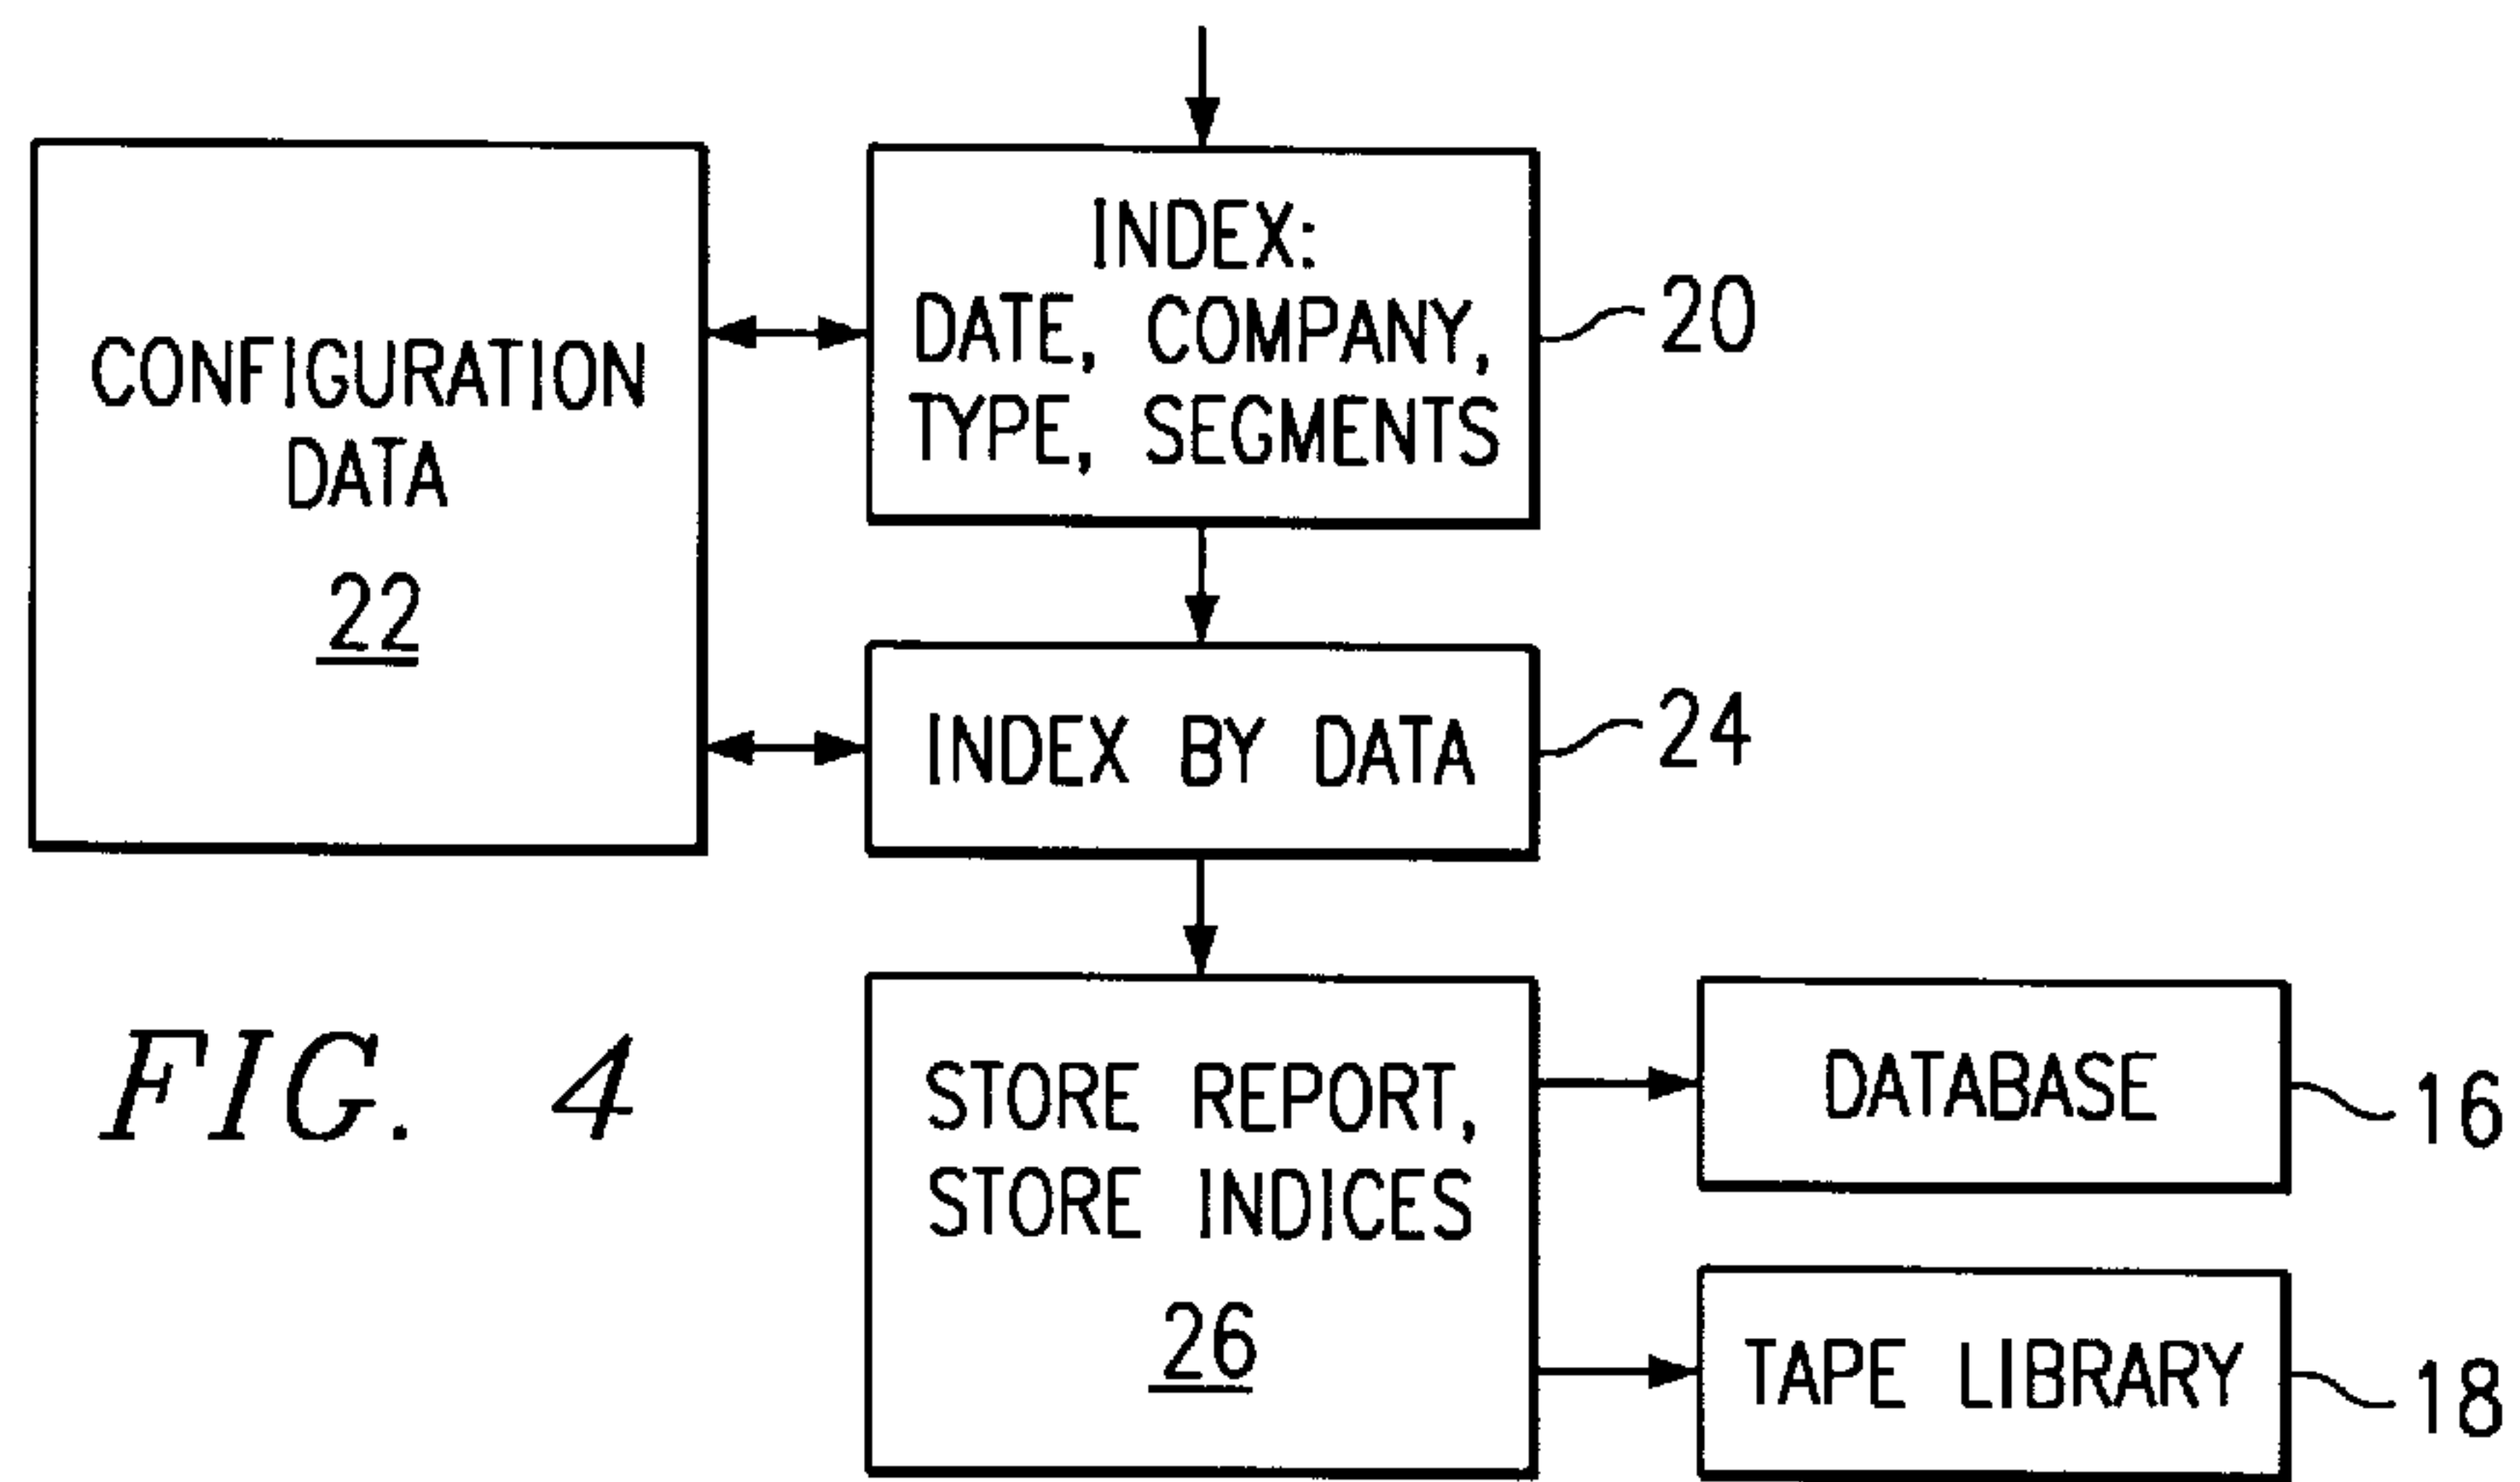 CONFIGURATION
DATA
22
INDEX:
DATE, COMPANY,
TYPE, SEGMENTS
20
INDEX BY DATA
24
STORE REPORT,
STORE INDICES
26
DATABASE
16
TAPE LIBRARY
18
FIG. 4